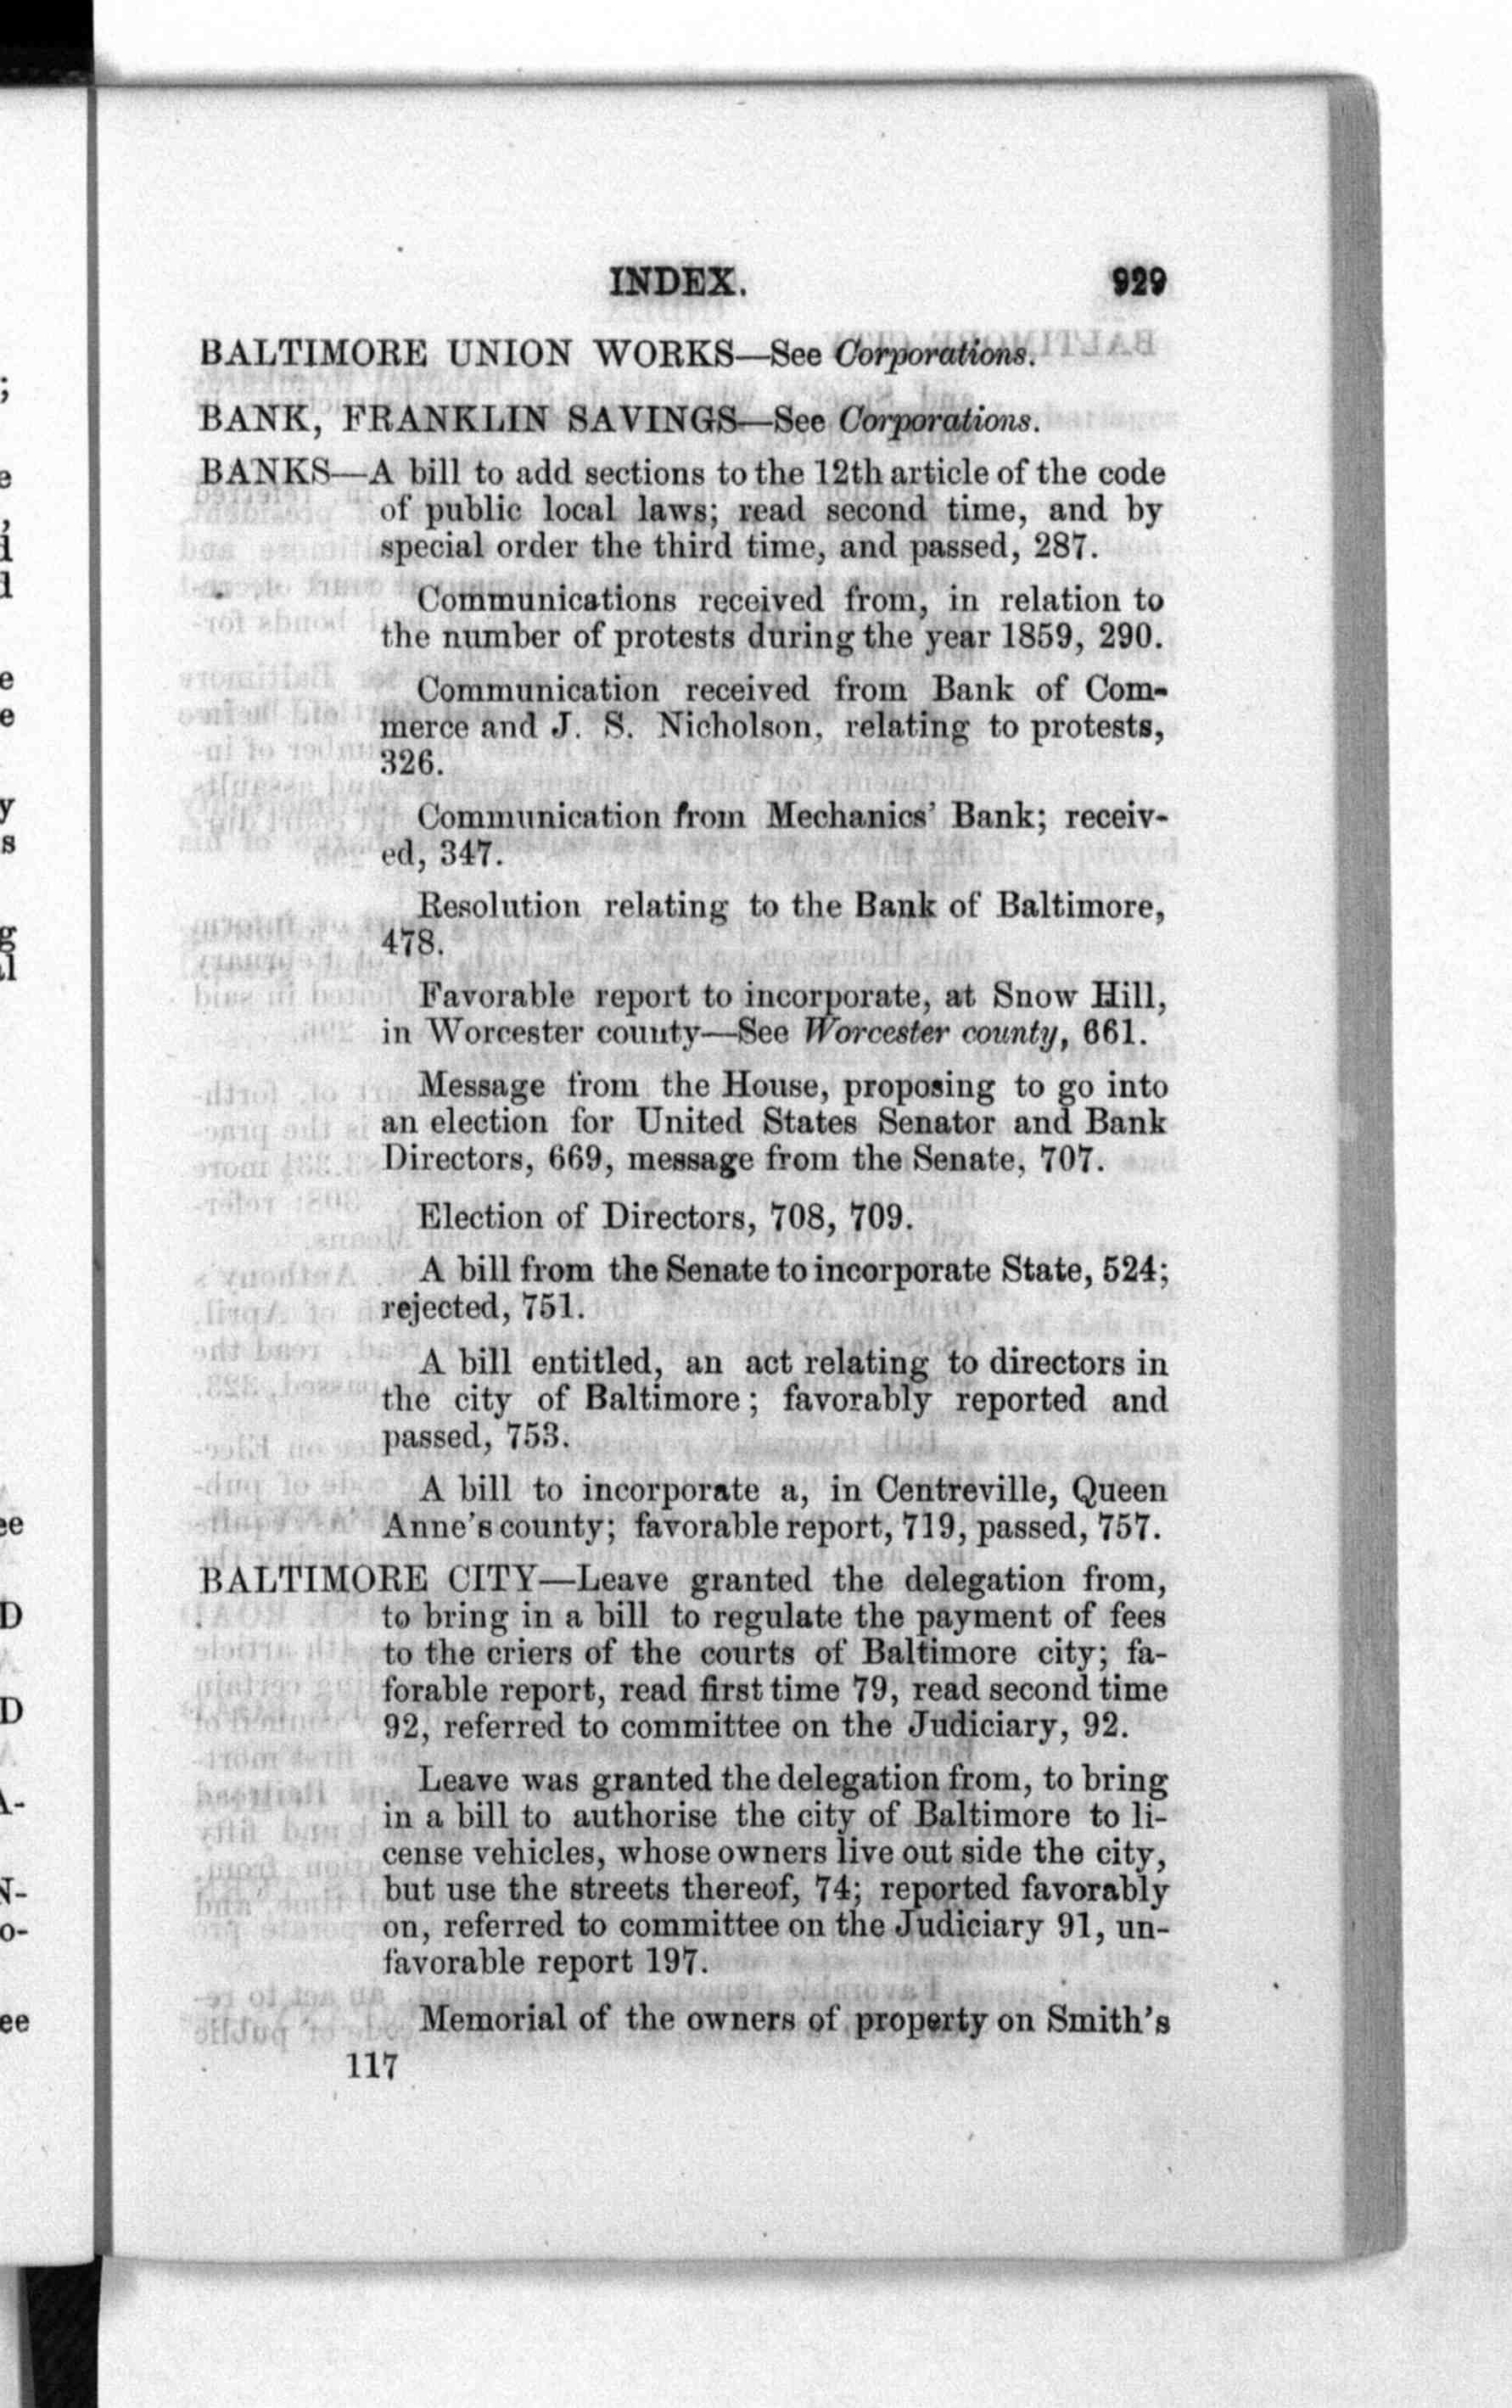 INDEX. 929
BALTIMORE UNION WORKS—See Corporations.
BANK, FRANKLIN SAVINGS—See Corporations.
BANKS—A bill to add sections to the 12th article of the code
of public local laws; read second time, and by
special order the third time, and passed, 287.
Communications received from, in relation to
the number of protests during the year 1859, 290.
Communication received from Bank of Com-
merce and J. S. Nicholson, relating to protests,
326.
Communication from Mechanics' Bank; receiv-
ed, 347.
Resolution relating to the Bank of Baltimore,
478.
Favorable report to incorporate, at Snow Hill,
in Worcester county—See Worcester county, 661.
Message from the House, proposing to go into
an election for United States Senator and Bank
Directors, 669, message from the Senate, 707.
Election of Directors, 708, 709.
A bill from the Senate to incorporate State, 524;
rejected, 751.
A bill entitled, an act relating to directors in
the city of Baltimore; favorably reported and
passed, 753.
A bill to incorporate a, in Centreville, Queen
Anne's county; favorable report, 719, passed, 757.
BALTIMORE CITY—Leave granted the delegation from,
to bring in a bill to regulate the payment of fees
to the criers of the courts of Baltimore city; fa-
forable report, read first time 79, read second time
92, referred to committee on the Judiciary, 92.
Leave was granted the delegation from, to bring
in a bill to authorise the city of Baltimore to li-
cense vehicles, whose owners live out side the city,
but use the streets thereof, 74; reported favorably
on, referred to committee on the Judiciary 91, un-
favorable report 197.
Memorial of the owners of property on Smith's
117